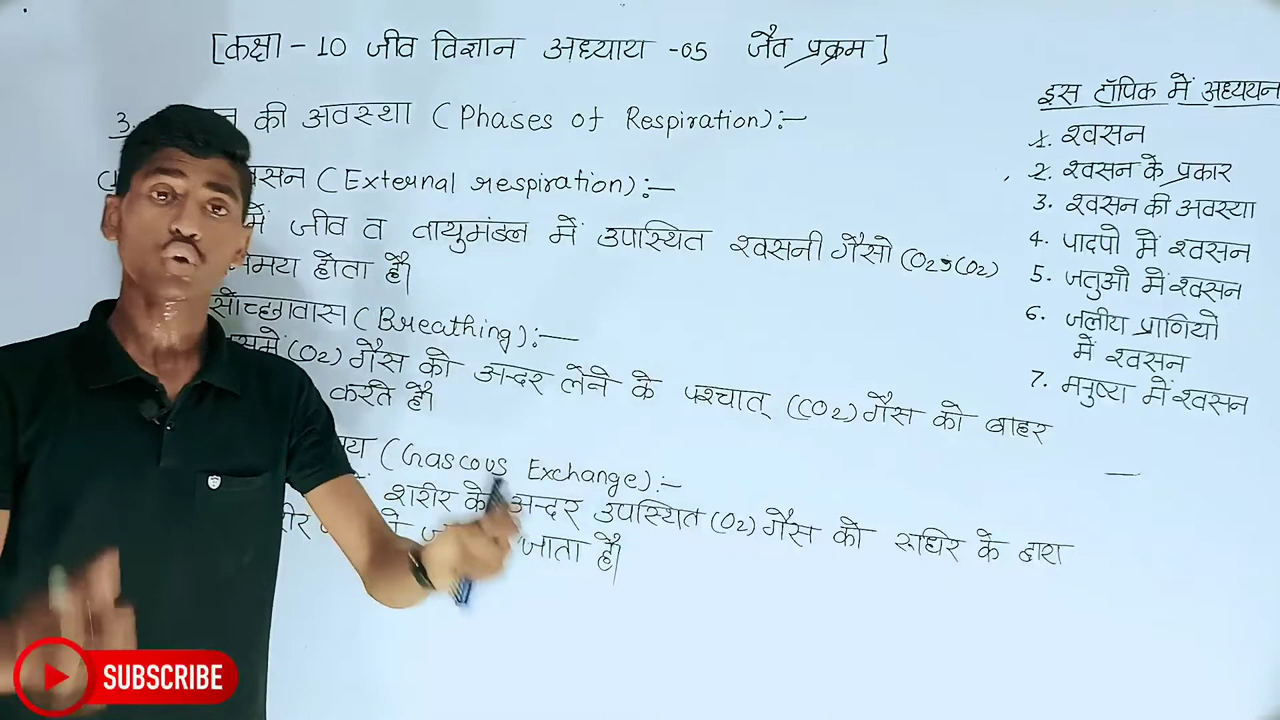 [कक्षा - 10 जीव विज्ञान अध्याय -05 जैव प्रक्रम]
3. की अवस्था (Phases of Respiration):-
(External respiration):-
में जीव व वायुमंडल में उपस्थित श्वसनी गैसो (O2, CO2)
होता है।
(Breathing):-
(O2) गैस को अन्दर लेने के पश्चात् (CO2) गैस को बाहर
करते है।
(Gascous Exchange):-
शरीर के अन्दर उपस्थित (O2) गैस को रूधिर के द्वारा
जाता है।
इस टॉपिक में अध्ययन
1. श्वसन
2. श्वसन के प्रकार
3. श्वसन की अवस्था
4. पादपो में श्वसन
5. जतुओ में श्वसन
6. जलीय प्राणियो
में श्वसन
7. मनुष्य में श्वसन
SUBSCRIBE